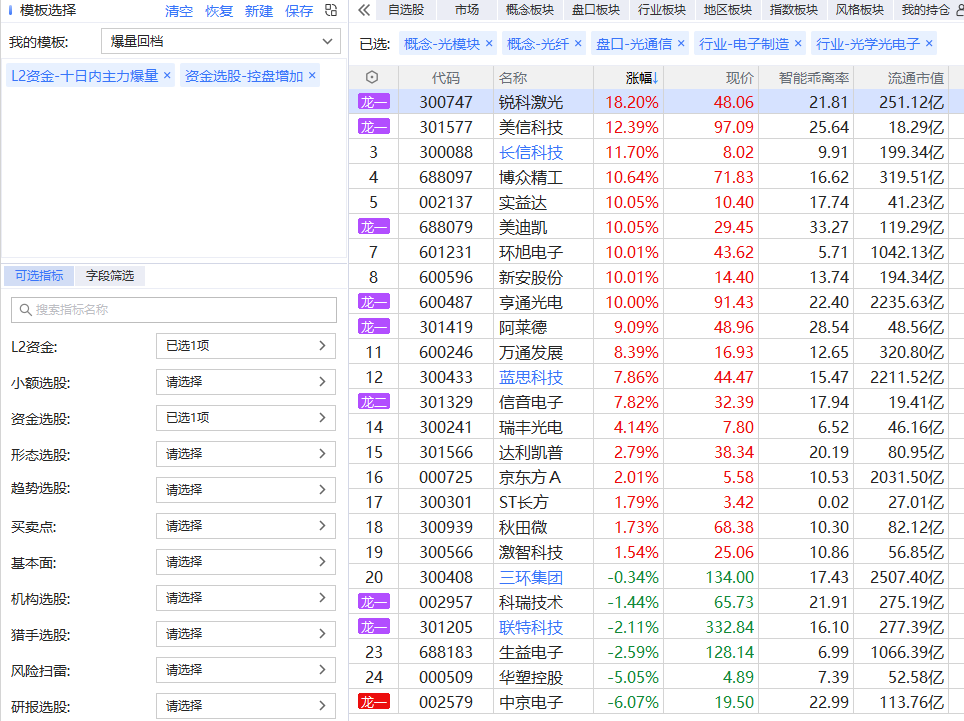 模板选择 清空 恢复 新建 保存
我的模板: 爆量回档
L2资金-十日内主力爆量 × 资金选股-控盘增加 ×
可选指标 字段筛选
搜索指标名称
L2资金: 已选1项
小额选股: 请选择
资金选股: 已选1项
形态选股: 请选择
趋势选股: 请选择
买卖点: 请选择
基本面: 请选择
机构选股: 请选择
猎手选股: 请选择
风险扫雷: 请选择
研报选股: 请选择
自选股 市场 概念板块 盘口板块 行业板块 地区板块 指数板块 风格板块 我的持仓
已选: 概念-光模块 × 概念-光纤 × 盘口-光通信 × 行业-电子制造 × 行业-光学光电子 ×
代码 名称 涨幅↓ 现价 智能乖离率 流通市值
龙一 300747 锐科激光 18.20% 48.06 21.81 251.12亿
龙一 301577 美信科技 12.39% 97.09 25.64 18.29亿
3 300088 长信科技 11.70% 8.02 9.91 199.34亿
4 688097 博众精工 10.64% 71.83 16.62 319.51亿
5 002137 实益达 10.05% 10.40 17.74 41.23亿
龙一 688079 美迪凯 10.05% 29.45 33.27 119.29亿
7 601231 环旭电子 10.01% 43.62 5.71 1042.13亿
8 600596 新安股份 10.01% 14.40 13.74 194.34亿
龙一 600487 亨通光电 10.00% 91.43 22.40 2235.63亿
龙一 301419 阿莱德 9.09% 48.96 28.54 48.56亿
11 600246 万通发展 8.39% 16.93 12.65 320.80亿
12 300433 蓝思科技 7.86% 44.47 15.47 2211.52亿
龙二 301329 信音电子 7.82% 32.39 17.94 19.41亿
14 300241 瑞丰光电 4.14% 7.80 6.52 46.16亿
15 301566 达利凯普 2.79% 38.34 20.19 80.95亿
16 000725 京东方A 2.01% 5.58 10.53 2031.50亿
17 300301 ST长方 1.79% 3.42 0.02 27.01亿
18 300939 秋田微 1.73% 68.38 10.30 82.12亿
19 300566 激智科技 1.54% 25.06 10.86 56.85亿
20 300408 三环集团 -0.34% 134.00 17.43 2507.40亿
龙一 002957 科瑞技术 -1.44% 65.73 21.91 275.19亿
龙一 301205 联特科技 -2.11% 332.84 16.10 277.39亿
23 688183 生益电子 -2.59% 128.14 6.99 1066.39亿
24 000509 华塑控股 -5.05% 4.89 7.39 52.58亿
龙一 002579 中京电子 -6.07% 19.50 22.99 113.76亿